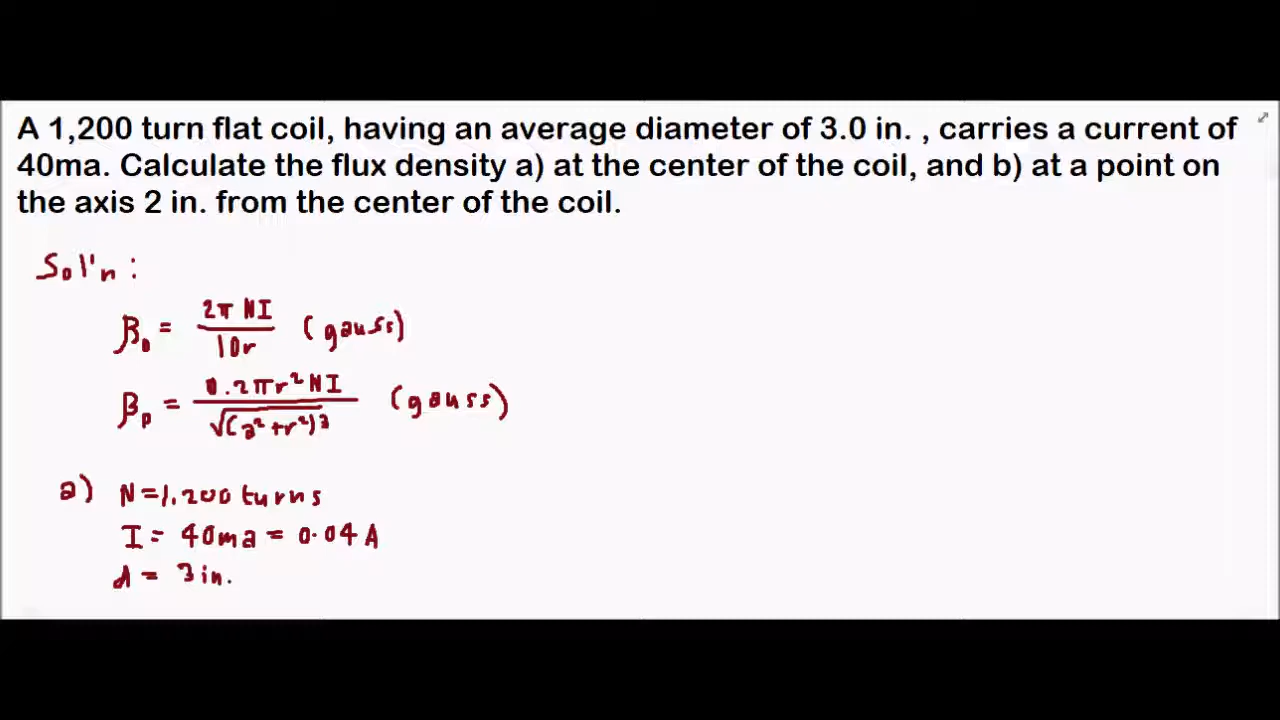 A 1,200 turn flat coil, having an average diameter of 3.0 in. , carries a current of
40ma. Calculate the flux density a) at the center of the coil, and b) at a point on
the axis 2 in. from the center of the coil.
Sol'n :
β₀ = 2π NI / 10r (gauss)
βp = 0.2πr²NI / √(a²+r²)³ (gauss)
a) N = 1,200 turns
I = 40ma = 0.04 A
d = 3 in.